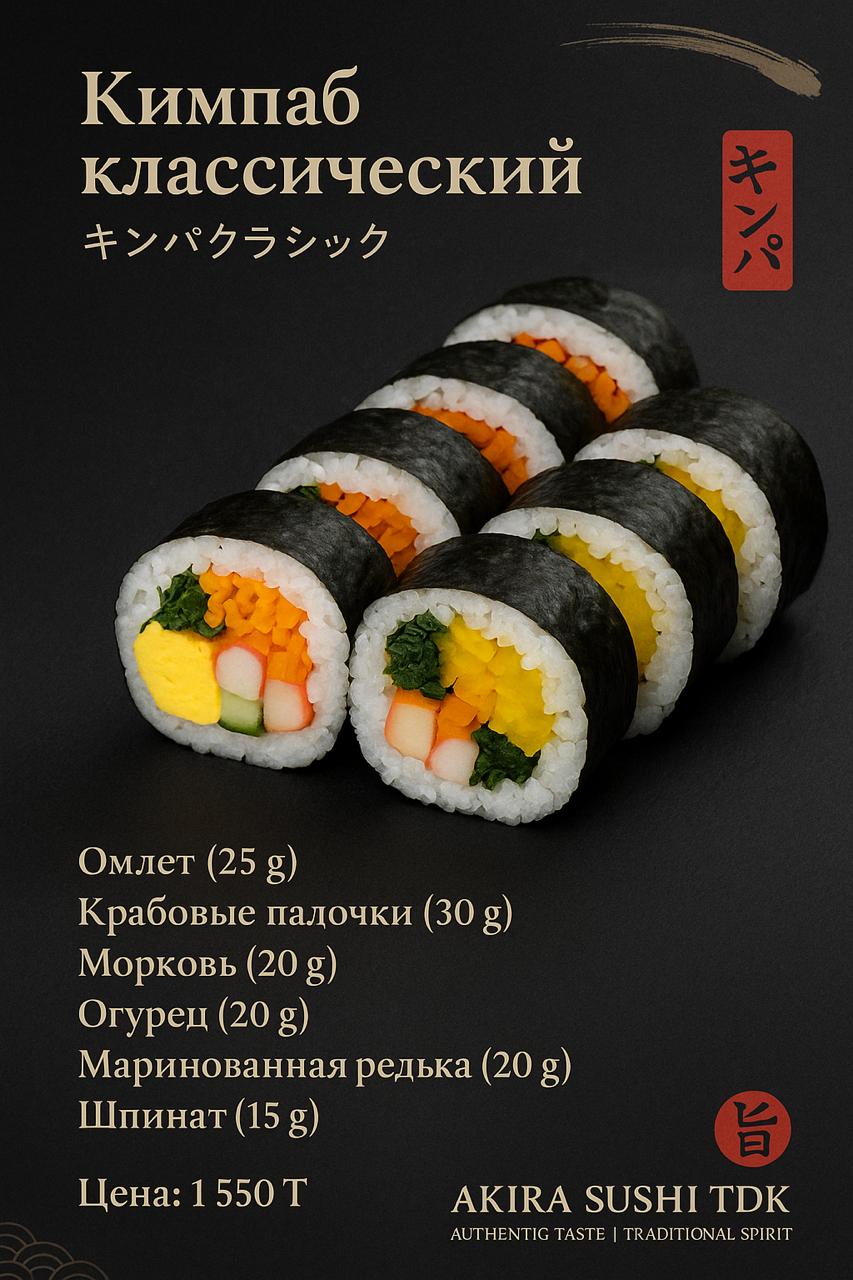 Кимпаб
классический
キンパクラシック
キンパ
Омлет (25 g)
Крабовые палочки (30 g)
Морковь (20 g)
Огурец (20 g)
Маринованная редька (20 g)
Шпинат (15 g)
Цена: 1 550 T
旨
AKIRA SUSHI TDK
AUTHENTIG TASTE | TRADITIONAL SPIRIT